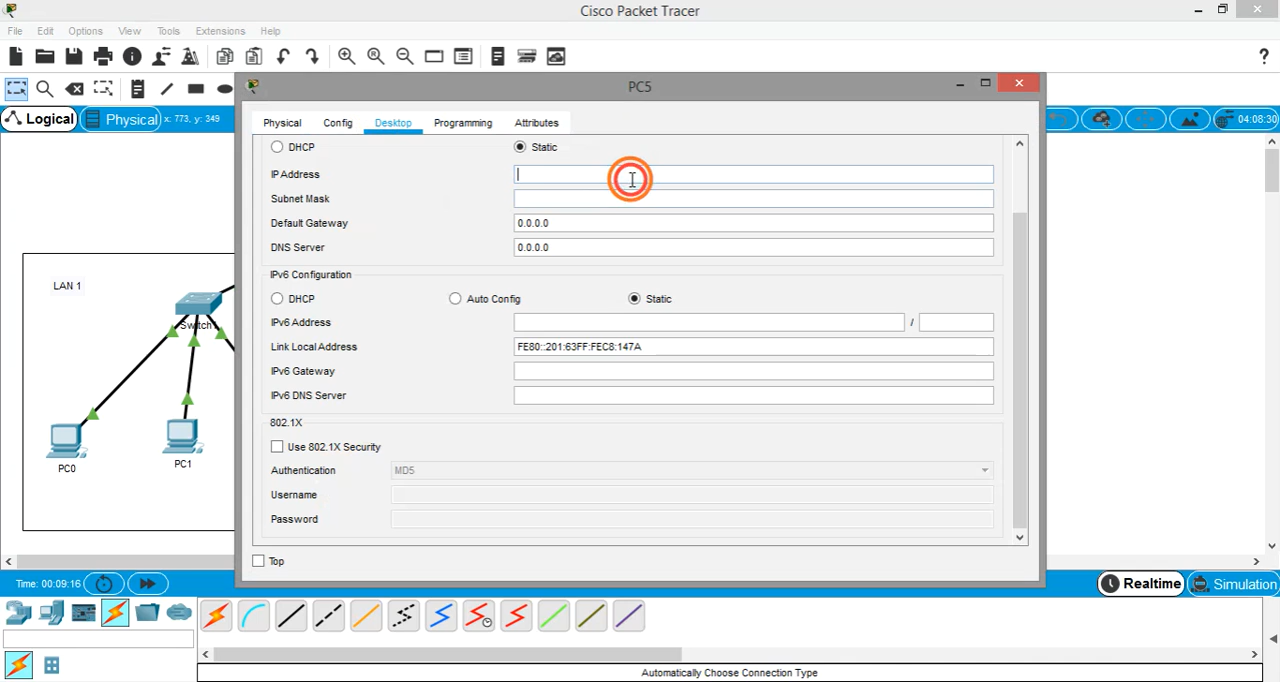 Cisco Packet Tracer
File Edit Options View Tools Extensions Help
?
PC5
Logical Physical x: 773, y: 349
04:08:30
Physical Config Desktop Programming Attributes
DHCP Static
IP Address
Subnet Mask
Default Gateway 0.0.0.0
DNS Server 0.0.0.0
IPv6 Configuration
DHCP Auto Config Static
IPv6 Address /
Link Local Address FE80::201:63FF:FEC8:147A
IPv6 Gateway
IPv6 DNS Server
802.1X
Use 802.1X Security
Authentication MD5
Username
Password
Top
LAN 1
Switch
PC0
PC1
Time: 00:09:16
Realtime Simulation
Automatically Choose Connection Type